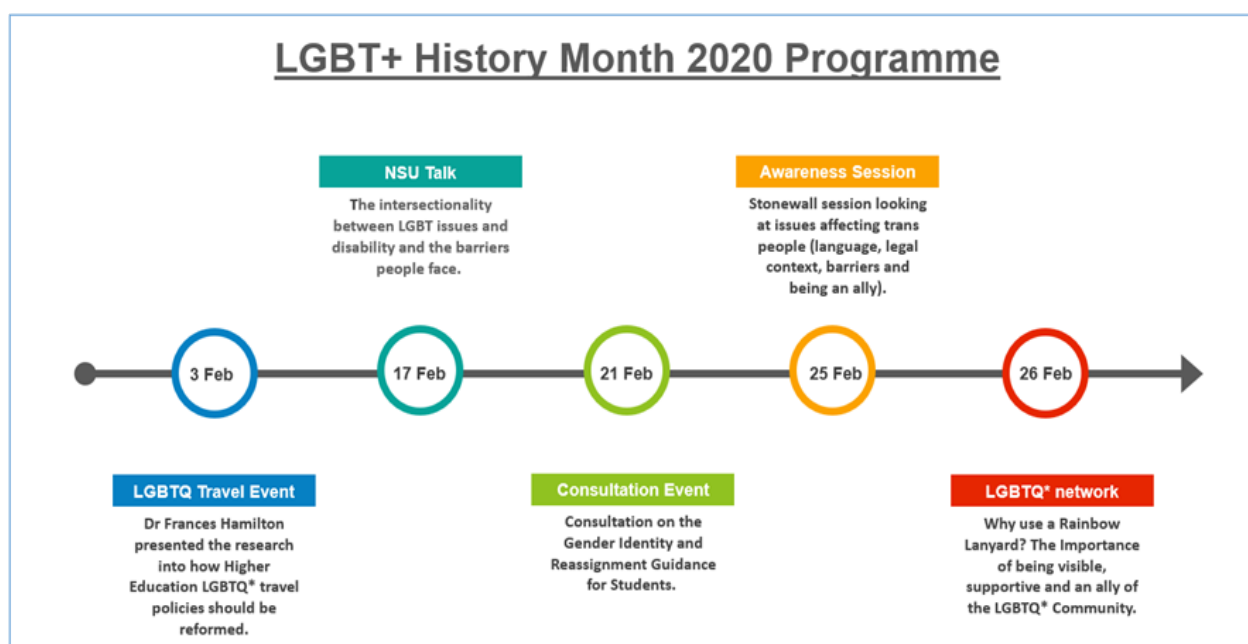 LGBT+ History Month 2020 Programme
NSU Talk
The intersectionality
between LGBT issues and
disability and the barriers
people face.
Awareness Session
Stonewall session looking
at issues affecting trans
people (language, legal
context, barriers and
being an ally).
3 Feb
17 Feb
21 Feb
25 Feb
26 Feb
LGBTQ Travel Event
Dr Frances Hamilton
presented the research
into how Higher
Education LGBTQ* travel
policies should be
reformed.
Consultation Event
Consultation on the
Gender Identity and
Reassignment Guidance
for Students.
LGBTQ* network
Why use a Rainbow
Lanyard? The Importance
of being visible,
supportive and an ally of
the LGBTQ* Community.